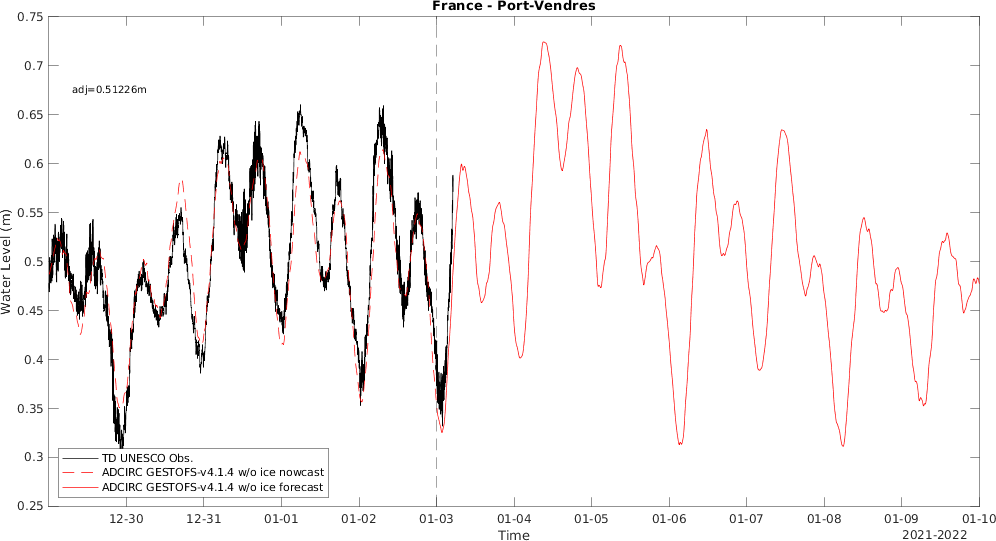 France - Port-Vendres
0.75
0.7
0.65
0.6
0.55
0.5
0.45
0.4
0.35
0.3
0.25
Water Level (m)
adj=0.51226m
TD UNESCO Obs.
ADCIRC GESTOFS-v4.1.4 w/o ice nowcast
ADCIRC GESTOFS-v4.1.4 w/o ice forecast
12-30 12-31 01-01 01-02 01-03 01-04 01-05 01-06 01-07 01-08 01-09 01-10
Time
2021-2022